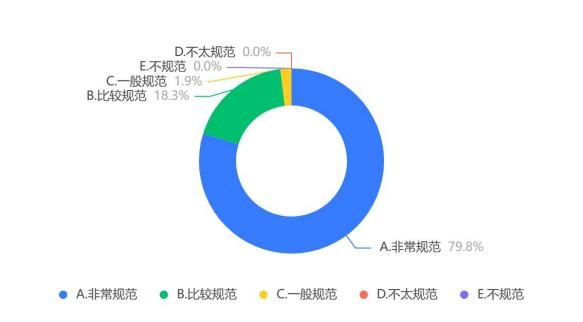 D.不太规范 0.0%
E.不规范 0.0%
C.一般规范 1.9%
B.比较规范 18.3%
A.非常规范 79.8%
A.非常规范 B.比较规范 C.一般规范 D.不太规范 E.不规范